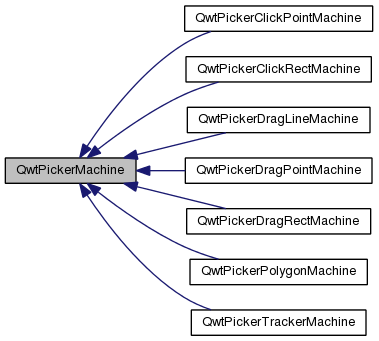 QwtPickerClickPointMachine
QwtPickerClickRectMachine
QwtPickerDragLineMachine
QwtPickerMachine
QwtPickerDragPointMachine
QwtPickerDragRectMachine
QwtPickerPolygonMachine
QwtPickerTrackerMachine